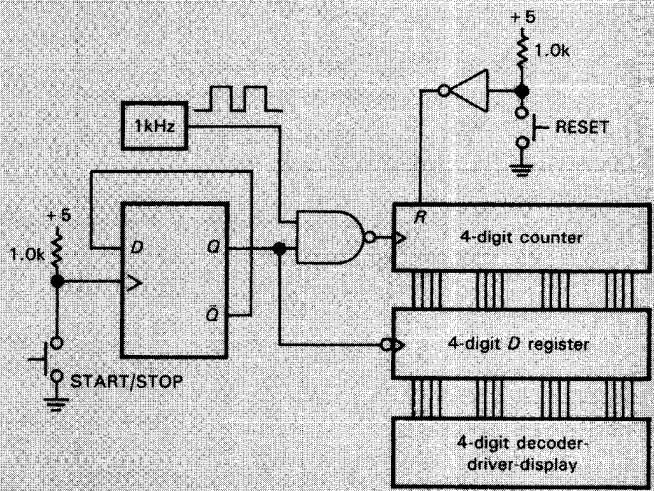 +5
1.0k
1kHz
RESET
R
4-digit counter
+5
1.0k
D
Q
Q̄
4-digit D register
START/STOP
4-digit decoder-
driver-display